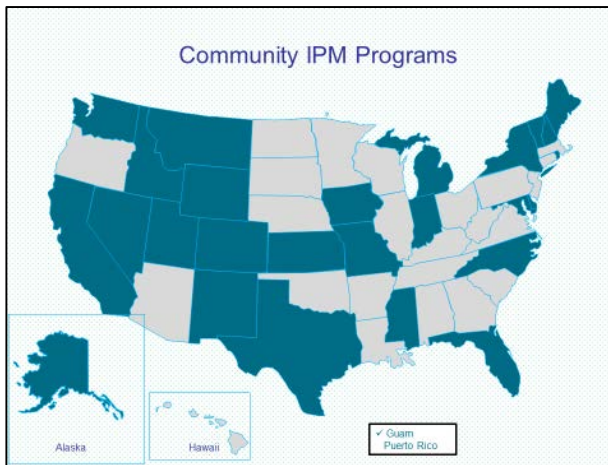 Community IPM Programs
Alaska
Hawaii
✓ Guam
Puerto Rico